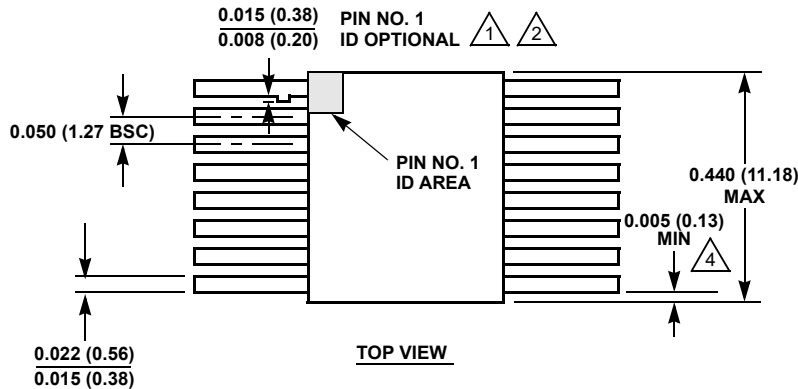 0.015 (0.38)
0.008 (0.20)
PIN NO. 1
ID OPTIONAL
1
2
0.050 (1.27 BSC)
PIN NO. 1
ID AREA
0.440 (11.18)
MAX
0.005 (0.13)
MIN
4
0.022 (0.56)
0.015 (0.38)
TOP VIEW